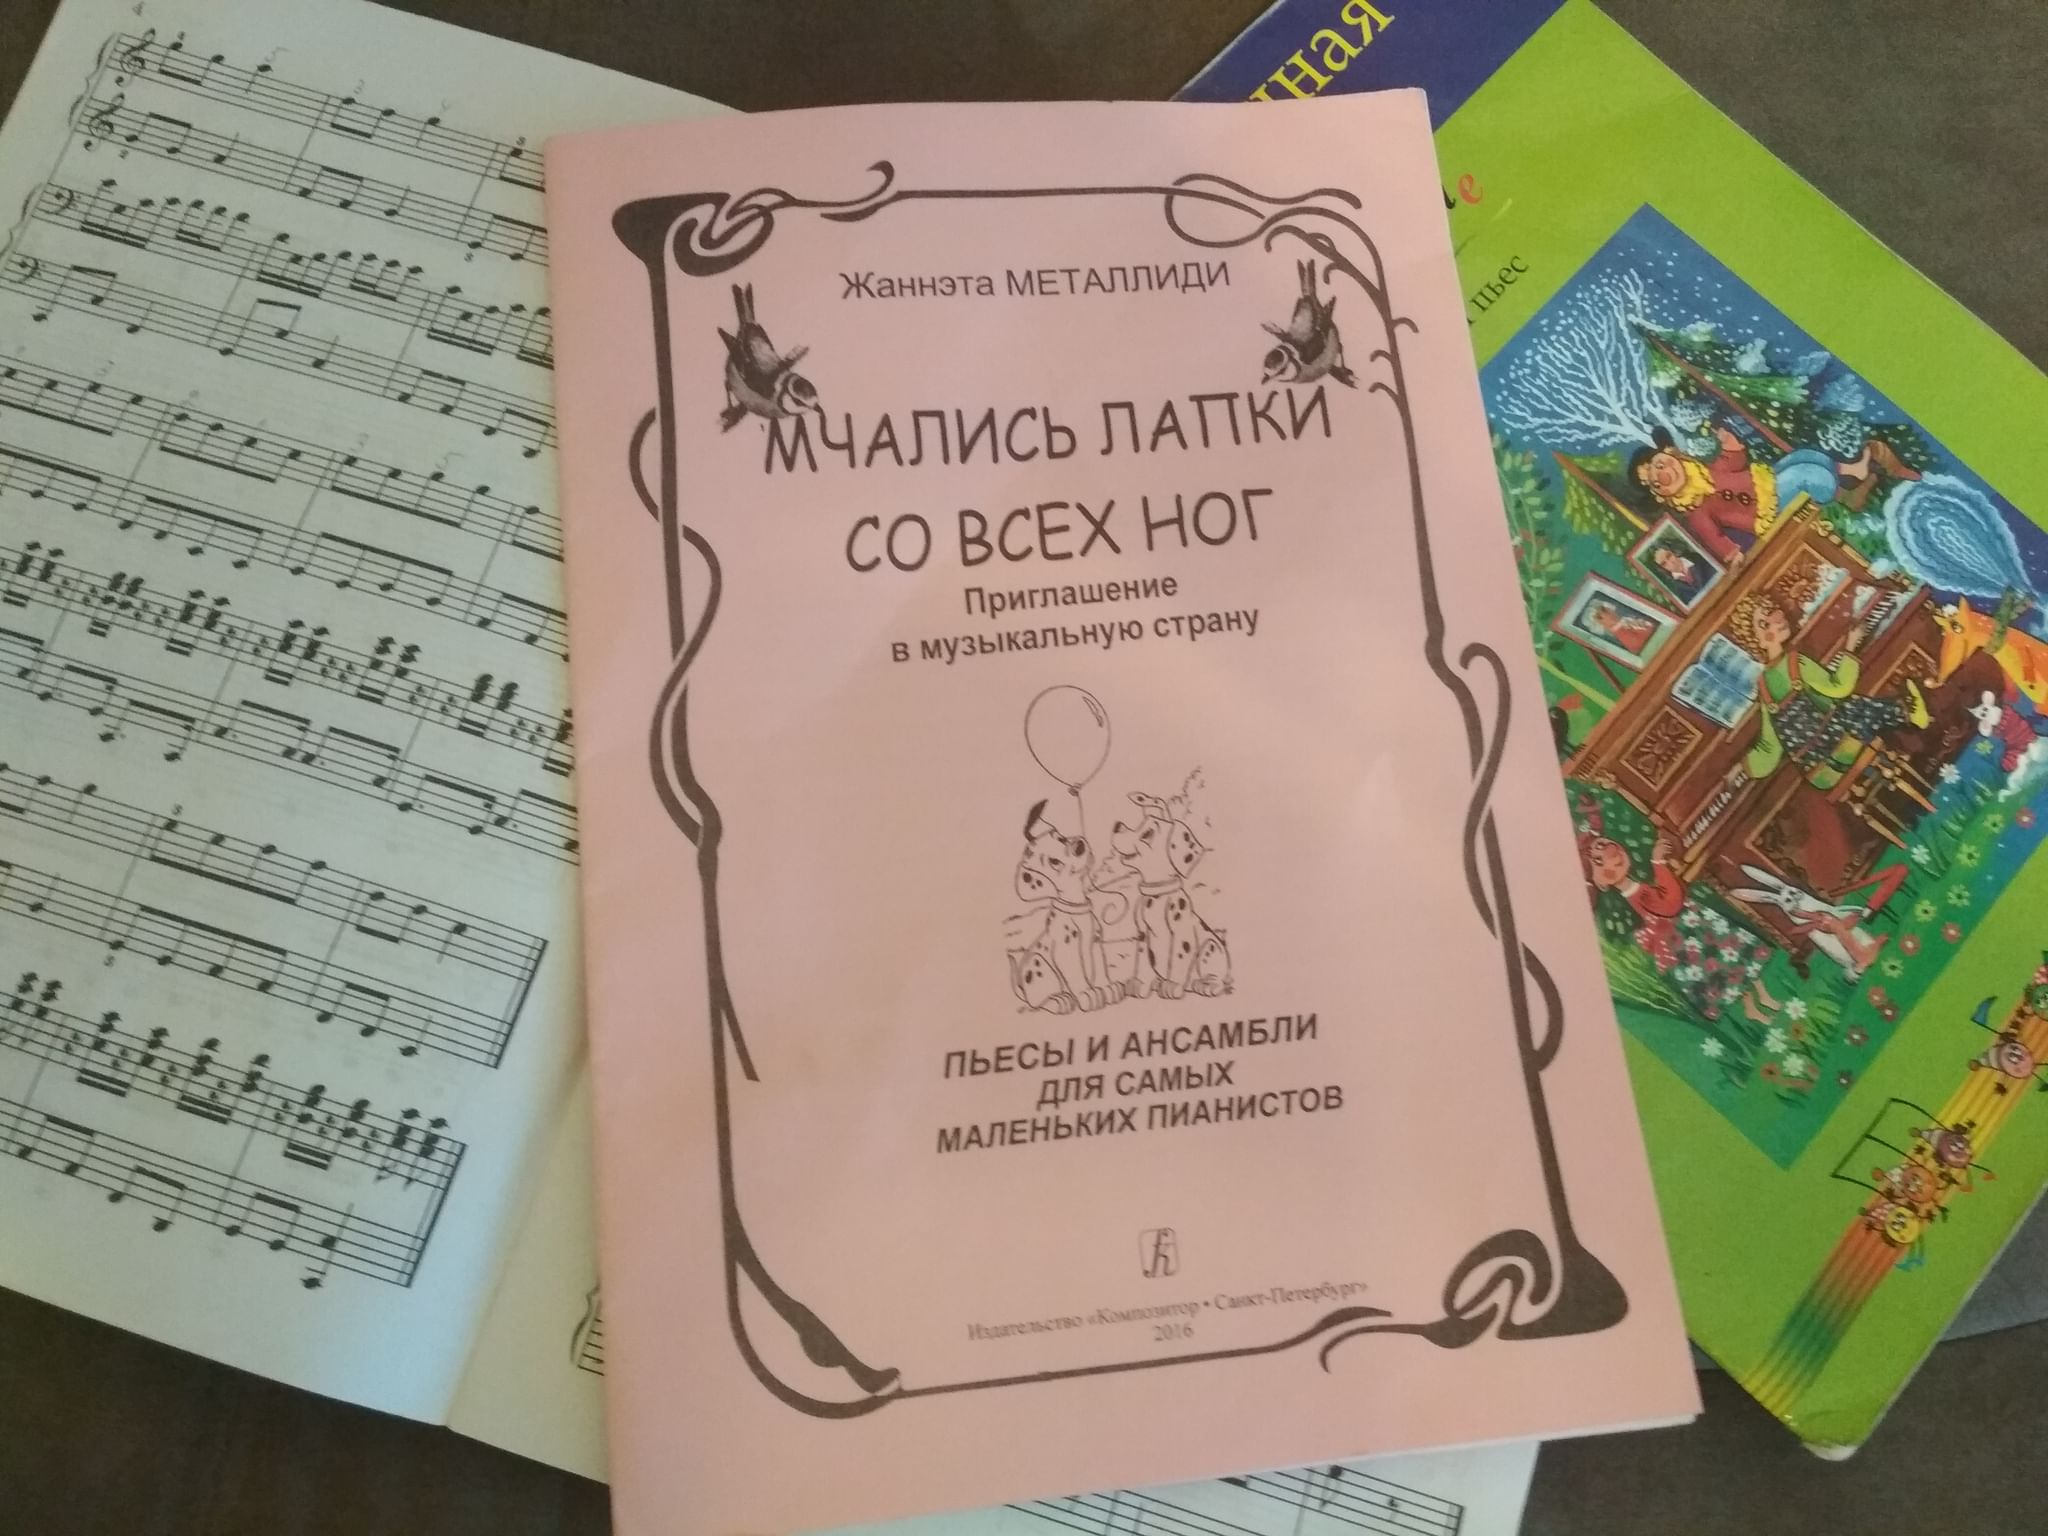 4
Жаннэта МЕТАЛЛИДИ
МЧАЛИСЬ ЛАПКИ
СО ВСЕХ НОГ
Приглашение
в музыкальную страну
ПЬЕСЫ И АНСАМБЛИ
ДЛЯ САМЫХ
МАЛЕНЬКИХ ПИАНИСТОВ
Издательство «Композитор • Санкт-Петербург»
2016
пьес